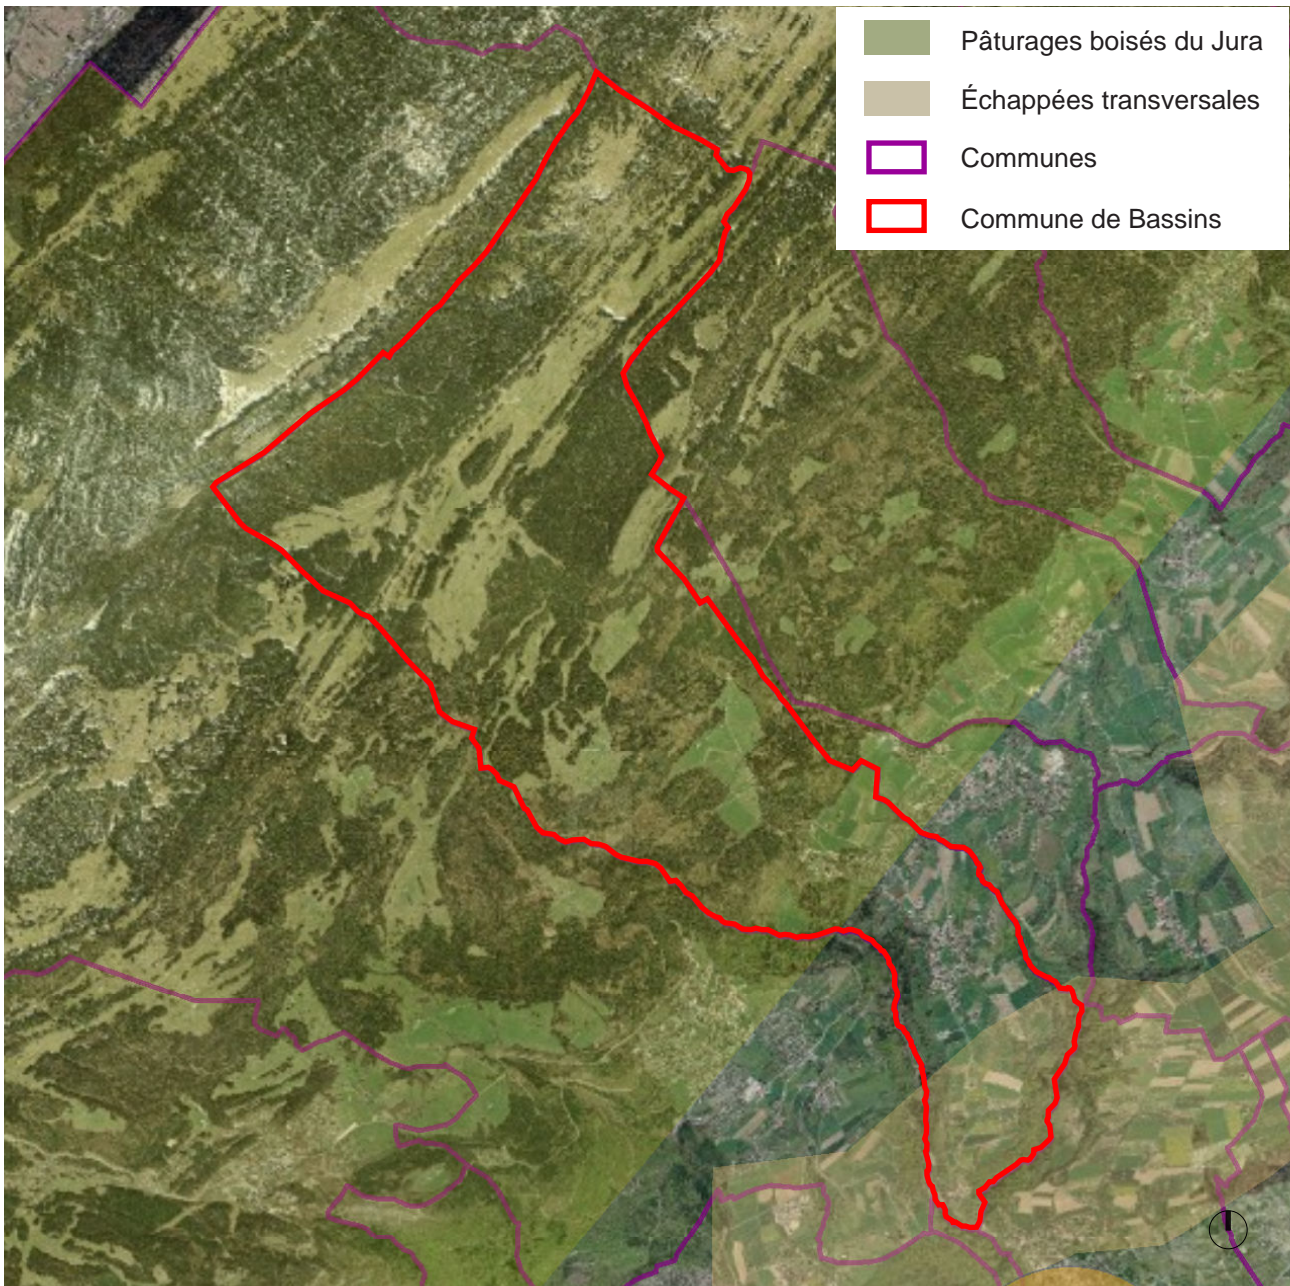 Pâturages boisés du Jura
Échappées transversales
Communes
Commune de Bassins